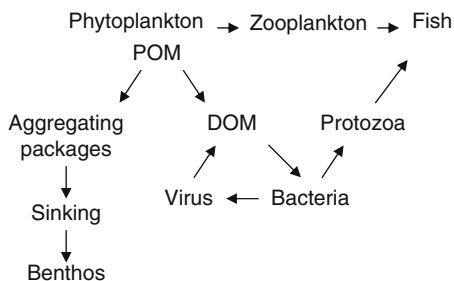 Phytoplankton Zooplankton Fish
POM
Aggregating packages
DOM
Protozoa
Virus
Bacteria
Sinking
Benthos